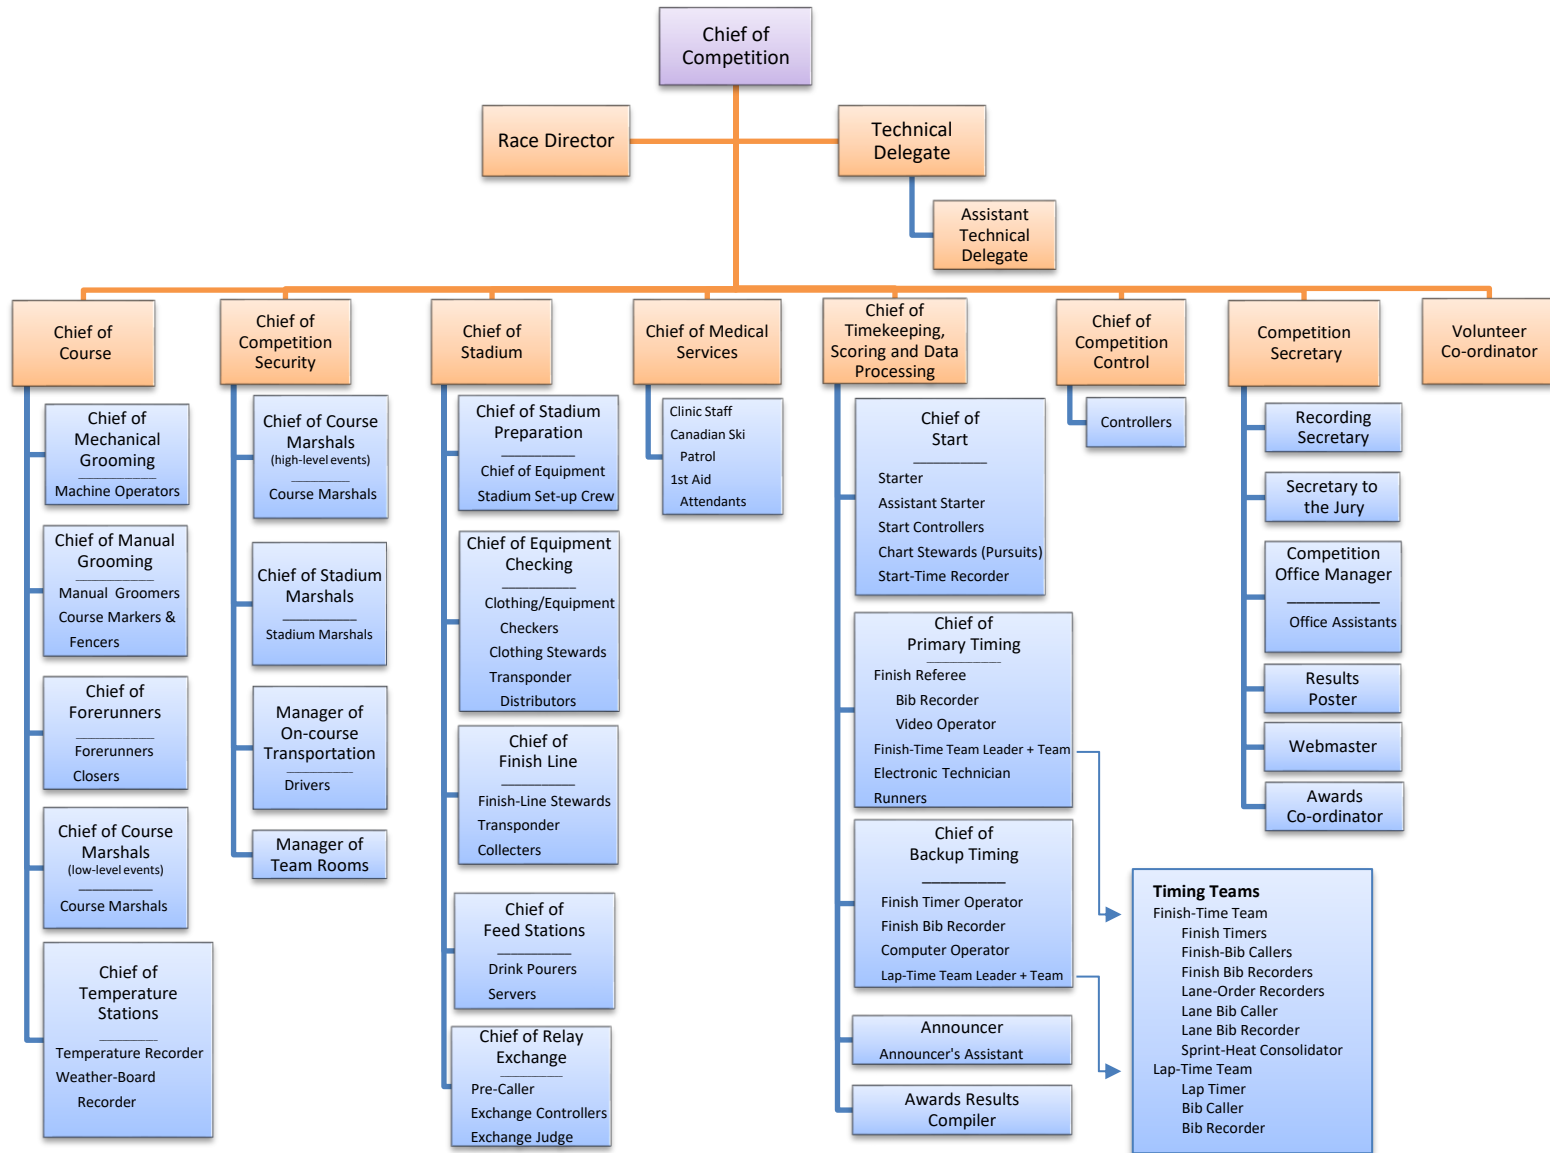 Chief of
Competition
Race Director
Technical
Delegate
Assistant
Technical
Delegate
Chief of
Course
Chief of
Competition
Security
Chief of
Stadium
Chief of Medical
Services
Chief of
Timekeeping,
Scoring and Data
Processing
Chief of
Competition
Control
Competition
Secretary
Volunteer
Co-ordinator
Chief of
Mechanical
Grooming
Machine Operators
Chief of Manual
Grooming
Manual Groomers
Course Markers &
Fencers
Chief of
Forerunners
Forerunners
Closers
Chief of Course
Marshals
(low-level events)
Course Marshals
Chief of
Temperature
Stations
Temperature Recorder
Weather-Board
Recorder
Chief of Course
Marshals
(high-level events)
Course Marshals
Chief of Stadium
Marshals
Stadium Marshals
Manager of
On-course
Transportation
Drivers
Manager of
Team Rooms
Chief of Stadium
Preparation
Chief of Equipment
Stadium Set-up Crew
Chief of Equipment
Checking
Clothing/Equipment
Checkers
Clothing Stewards
Transponder
Distributors
Chief of
Finish Line
Finish-Line Stewards
Transponder
Collecters
Chief of
Feed Stations
Drink Pourers
Servers
Chief of Relay
Exchange
Pre-Caller
Exchange Controllers
Exchange Judge
Clinic Staff
Canadian Ski
Patrol
1st Aid
Attendants
Chief of
Start
Starter
Assistant Starter
Start Controllers
Chart Stewards (Pursuits)
Start-Time Recorder
Chief of
Primary Timing
Finish Referee
Bib Recorder
Video Operator
Finish-Time Team Leader + Team
Electronic Technician
Runners
Chief of
Backup Timing
Finish Timer Operator
Finish Bib Recorder
Computer Operator
Lap-Time Team Leader + Team
Announcer
Announcer's Assistant
Awards Results
Compiler
Controllers
Recording
Secretary
Secretary to
the Jury
Competition
Office Manager
Office Assistants
Results
Poster
Webmaster
Awards
Co-ordinator
Timing Teams
Finish-Time Team
Finish Timers
Finish-Bib Callers
Finish Bib Recorders
Lane-Order Recorders
Lane Bib Caller
Lane Bib Recorder
Sprint-Heat Consolidator
Lap-Time Team
Lap Timer
Bib Caller
Bib Recorder